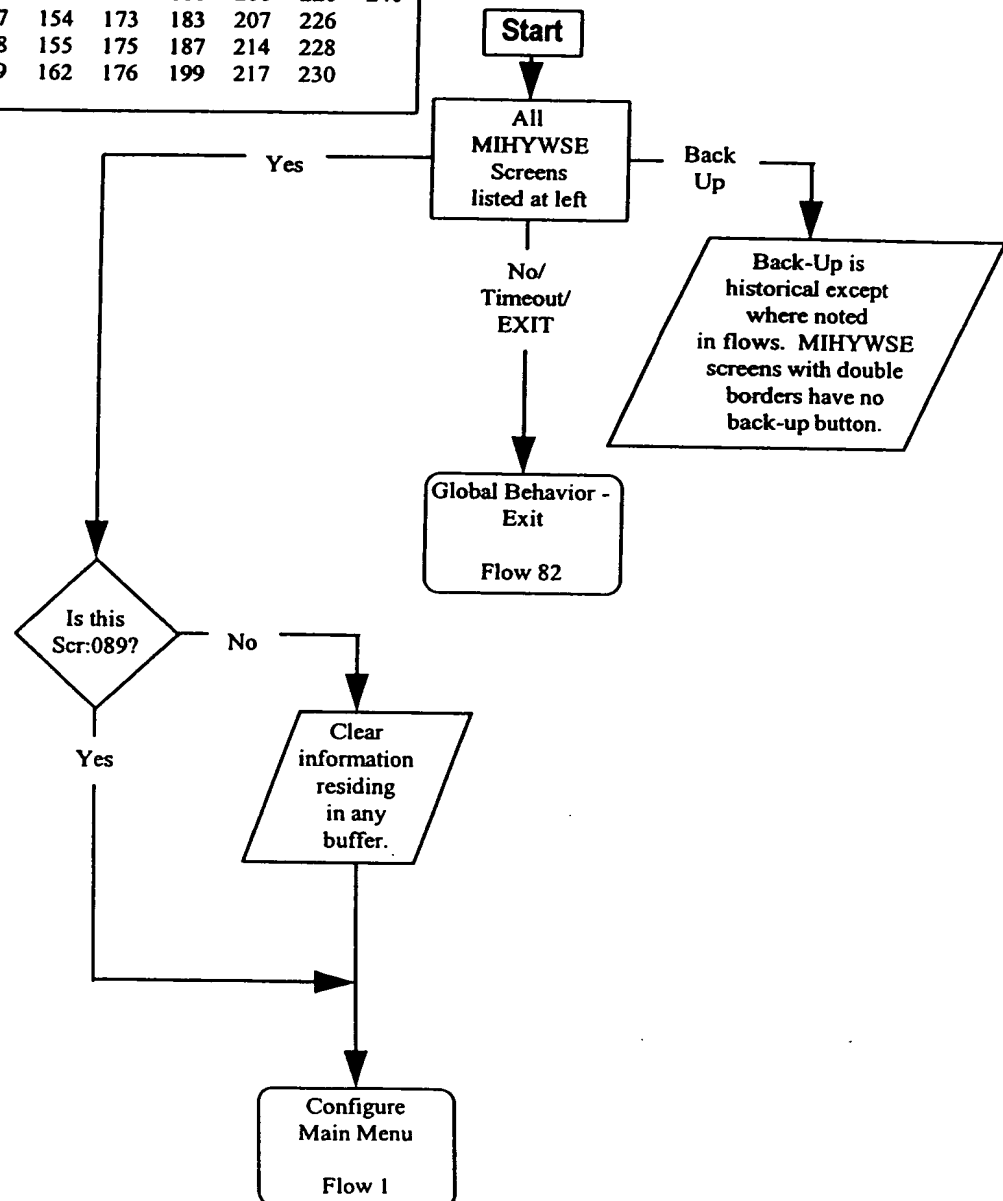 154 173 183 207 226
155 175 187 214 228
162 176 199 217 230
Start
All
MIHYWSE
Screens
listed at left
Yes
Back
Up
No/
Timeout/
EXIT
Back-Up is
historical except
where noted
in flows. MIHYWSE
screens with double
borders have no
back-up button.
Global Behavior -
Exit
Flow 82
Is this
Scr:089?
No
Yes
Clear
information
residing
in any
buffer.
Configure
Main Menu
Flow 1